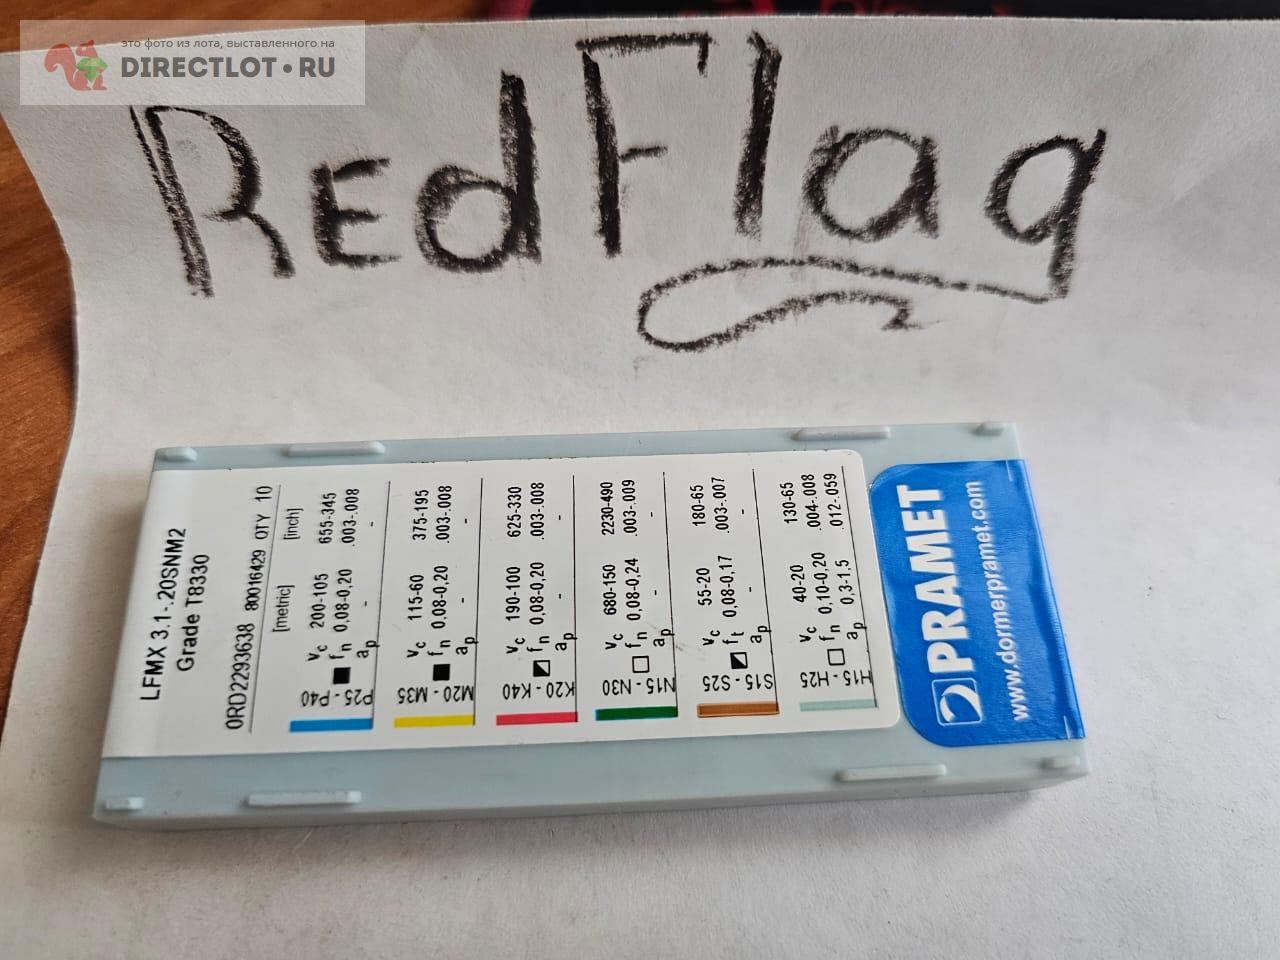 это фото из лота, выставленного на
DIRECTLOT•RU
RedFlag
LFMX 3.1-.20SNM2
Grade T8330
ORD2293638 80016429 QTY 10
[metric] [inch]
P25 - P40
vc 200-105 655-345
fn 0,08-0,20 .003-.008
ap - -
M20 - M35
vc 115-60 375-195
fn 0,08-0,20 .003-.008
ap - -
K20 - K40
vc 190-100 625-330
fn 0,08-0,20 .003-.008
ap - -
N15 - N30
vc 680-150 2230-490
fn 0,08-0,24 .003-.009
ap - -
S15 - S25
vc 55-20 180-65
ft 0,08-0,17 .003-.007
ap - -
H15 - H25
vc 40-20 130-65
fn 0,10-0,20 .004-.008
ap 0,3-1,5 .012-.059
PRAMET
www.dormerpramet.com